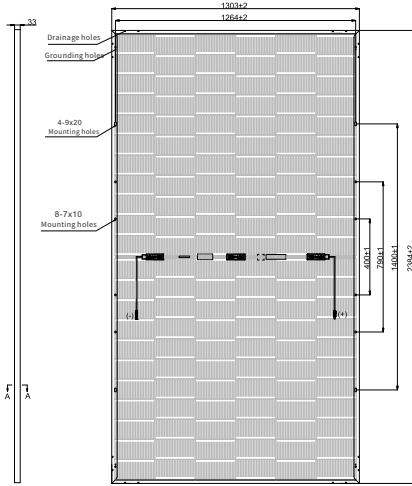 1303±2
1264±2
33
Drainage holes
Grounding holes
4-9x20
Mounting holes
8-7x10
Mounting holes
400±1
790±1
1400±1
2384±2
(-)
(+)
A
A